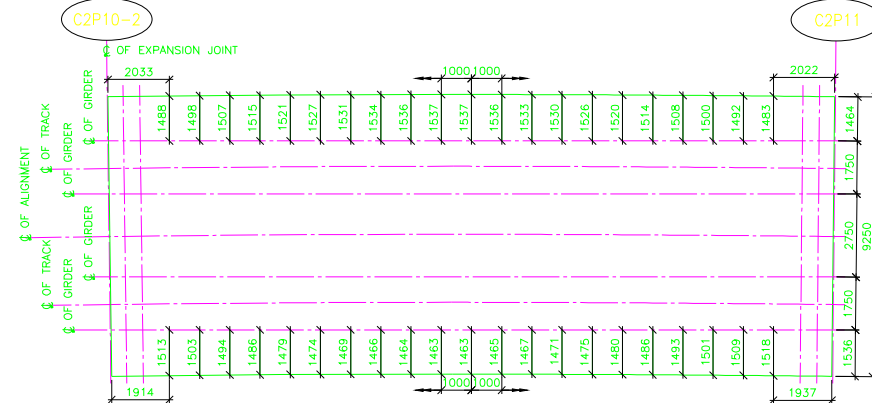 C2P10-2
C2P11
℄ OF EXPANSION JOINT
2033
1000 1000
2022
1488 1498 1507 1515 1521 1527 1531 1534 1536 1537 1537 1536 1533 1530 1526 1520 1514 1508 1500 1492 1483 1464
℄ OF GIRDER
℄ OF TRACK
℄ OF GIRDER
℄ OF ALIGNMENT
℄ OF GIRDER
℄ OF TRACK
℄ OF GIRDER
1750
2750
9250
1750
1513 1503 1494 1486 1479 1474 1469 1466 1464 1463 1463 1465 1467 1471 1475 1480 1486 1493 1501 1509 1518 1536
1914
1000 1000
1937